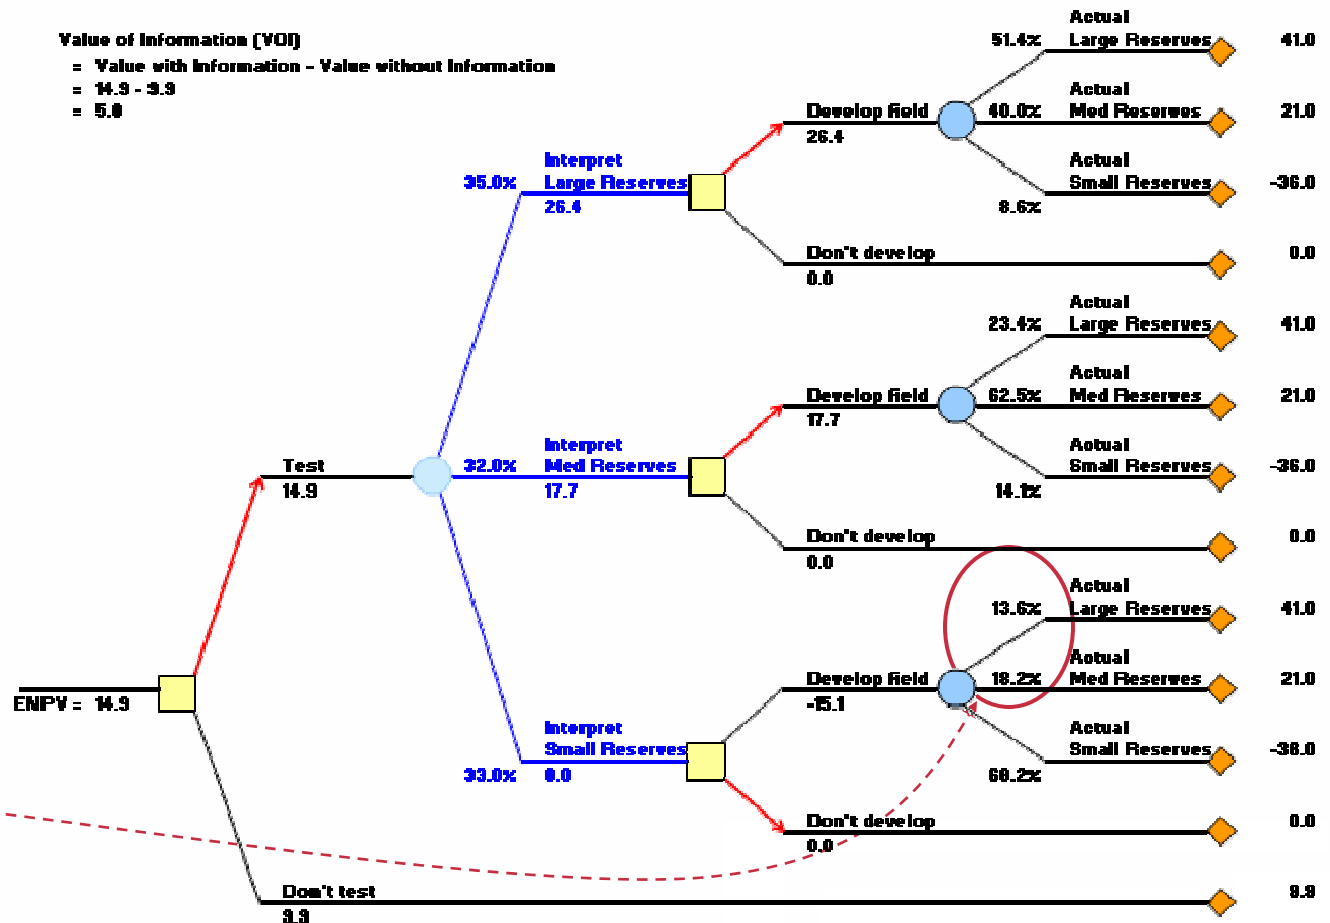 Value of Information (VOI)
= Value with Information - Value without Information
= 14.9 - 9.9
= 5.0
Actual
51.4% Large Reserves 41.0
Actual
Develop field 40.0% Med Reserves 21.0
26.4
Actual
Small Reserves -36.0
8.6%
Interpret
35.0% Large Reserves
26.4
Don't develop 0.0
0.0
Actual
23.4% Large Reserves 41.0
Actual
Develop field 62.5% Med Reserves 21.0
17.7
Actual
Small Reserves -36.0
14.1%
Interpret
Test 32.0% Med Reserves
14.9 17.7
Don't develop 0.0
0.0
Actual
13.6% Large Reserves 41.0
Actual
Develop field 18.2% Med Reserves 21.0
-15.1
Actual
Small Reserves -36.0
68.2%
ENPV = 14.9
Interpret
Small Reserves
33.0% 0.0
Don't develop 0.0
0.0
Don't test 9.9
9.9